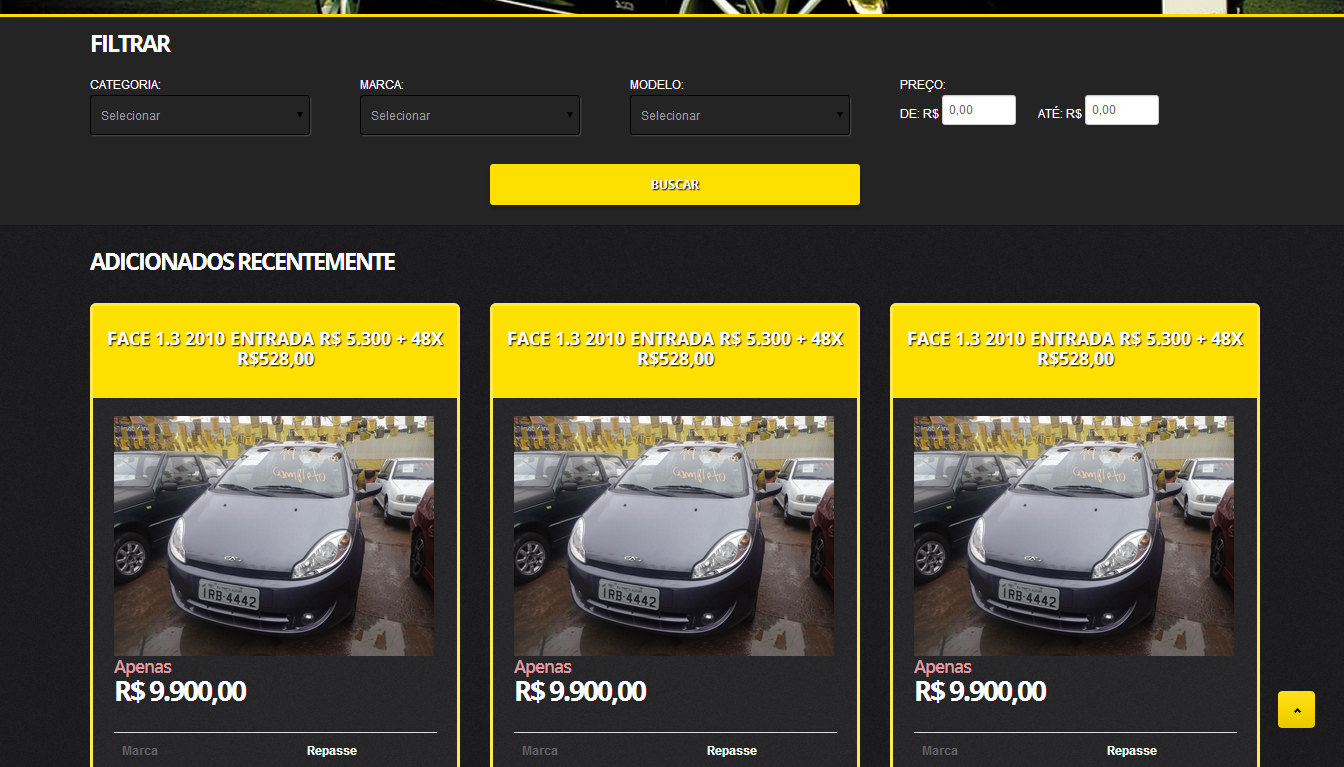 FILTRAR
CATEGORIA: MARCA: MODELO: PREÇO:
Selecionar Selecionar Selecionar DE: R$ 0,00 ATÉ: R$ 0,00
BUSCAR
ADICIONADOS RECENTEMENTE
FACE 1.3 2010 ENTRADA R$ 5.300 + 48X
R$528,00
Completo
IRB-4442
Apenas
R$ 9.900,00
Marca Repasse
FACE 1.3 2010 ENTRADA R$ 5.300 + 48X
R$528,00
Completo
IRB-4442
Apenas
R$ 9.900,00
Marca Repasse
FACE 1.3 2010 ENTRADA R$ 5.300 + 48X
R$528,00
Completo
IRB-4442
Apenas
R$ 9.900,00
Marca Repasse